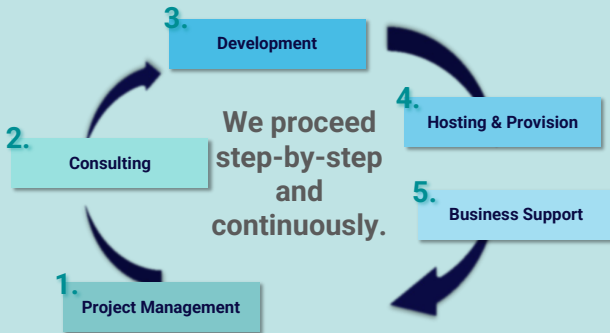 3.
Development
4.
Hosting & Provision
2.
Consulting
We proceed
step-by-step
and
continuously.
5.
Business Support
1.
Project Management